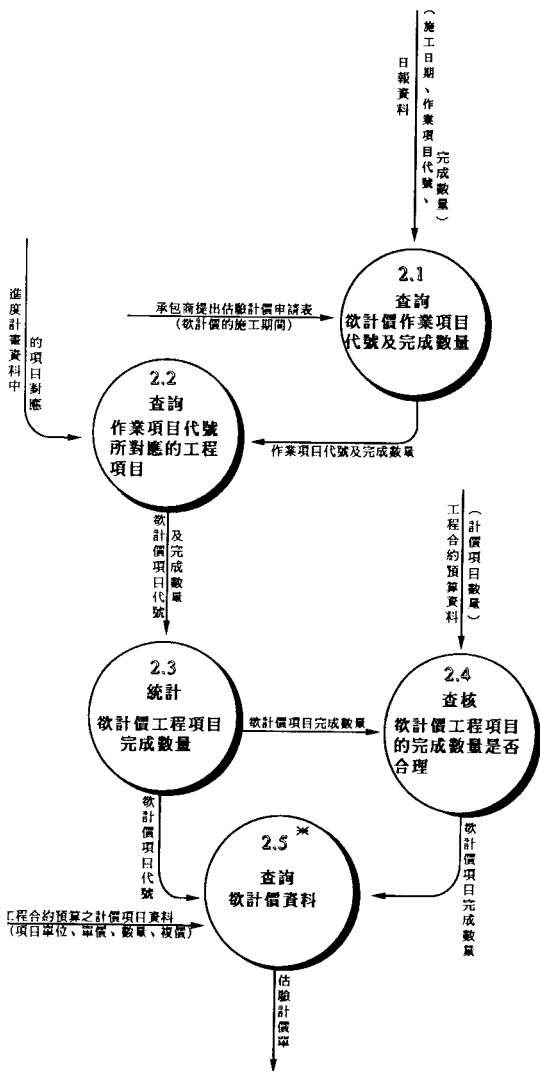 日報資料
(施工日期、作業項目代號、
完成數量)
2.1
查詢
欲計價作業項目
代號及完成數量
承包商提出估驗計價申請表
(欲計價的施工期間)
進度計畫資料中
的項目對應
2.2
查詢
作業項目代號
所對應的工程
項目
作業項目代號及完成數量
欲計價項目代號
及完成數量
工程合約預算資料
(計價項目數量)
2.3
統計
欲計價工程項目
完成數量
欲計價項目完成數量
2.4
查核
欲計價工程項目
的完成數量是否
合理
欲計價項目代號
欲計價項目完成數量
2.5 *
查詢
欲計價資料
工程合約預算之計價項目資料
(項目單位、單價、數量、複價)
估驗計價單